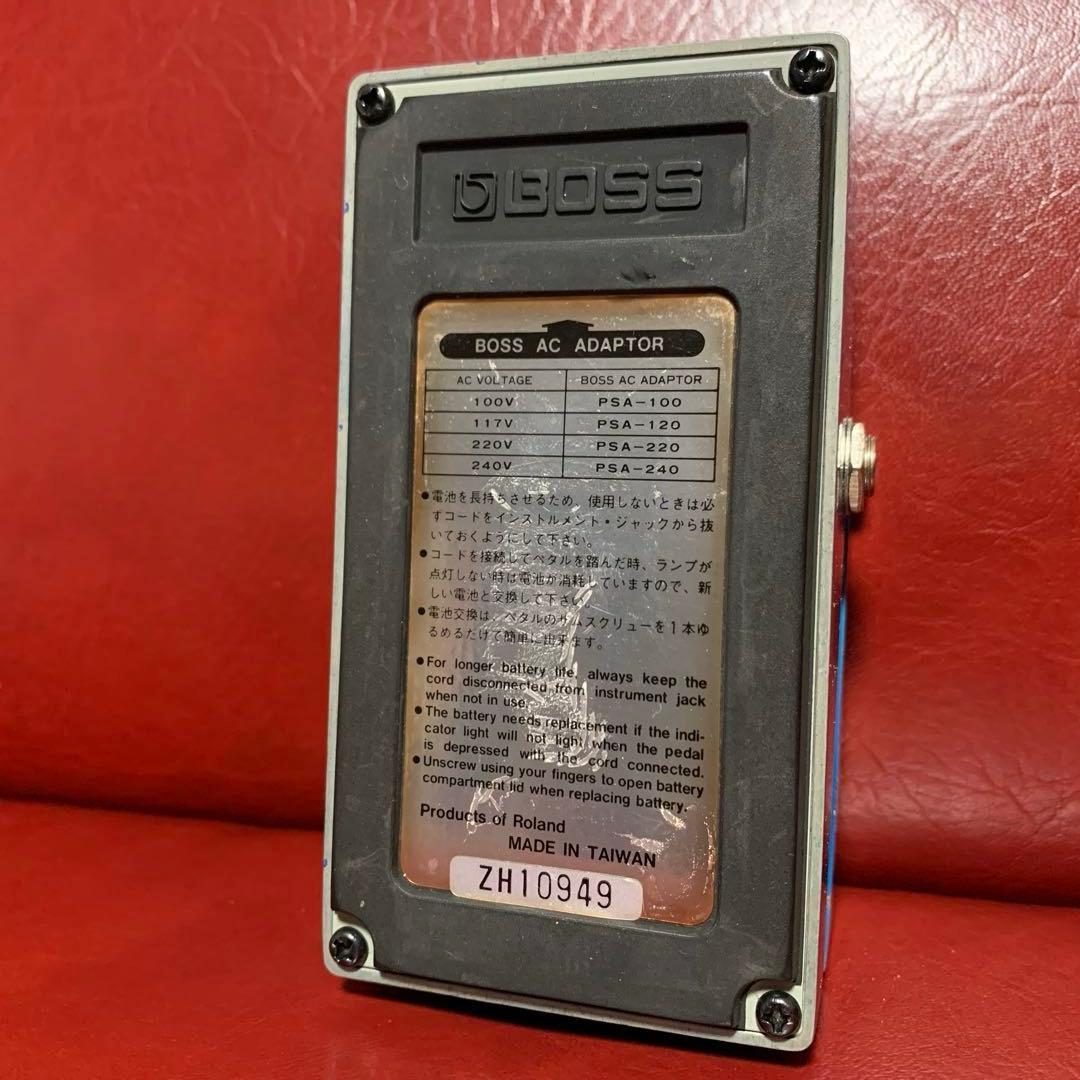 BOSS
BOSS AC ADAPTOR
AC VOLTAGE BOSS AC ADAPTOR
100V PSA-100
117V PSA-120
220V PSA-220
240V PSA-240
●電池を長持ちさせるため、使用しないときは必
ずコードをインストルメント・ジャックから抜
いておくようにして下さい。
●コードを接続してペダルを踏んだ時、ランプが
点灯しない時は電池が消耗していますので、新
しい電池と交換して下さい。
●電池交換は、ペダルのサムスクリューを1本ゆ
るめるだけで簡単に出来ます。
●For longer battery life, always keep the
cord disconnected from instrument jack
when not in use.
●The battery needs replacement if the indi-
cator light will not light when the pedal
is depressed with the cord connected.
●Unscrew using your fingers to open battery
compartment lid when replacing battery.
Products of Roland
MADE IN TAIWAN
ZH10949